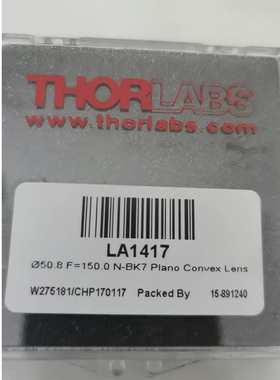 THORLABS
www.thorlabs.com
LA1417
Ø50.8 F=150.0 N-BK7 Plano Convex Lens
W275181/CHP170117 Packed By 15-891240